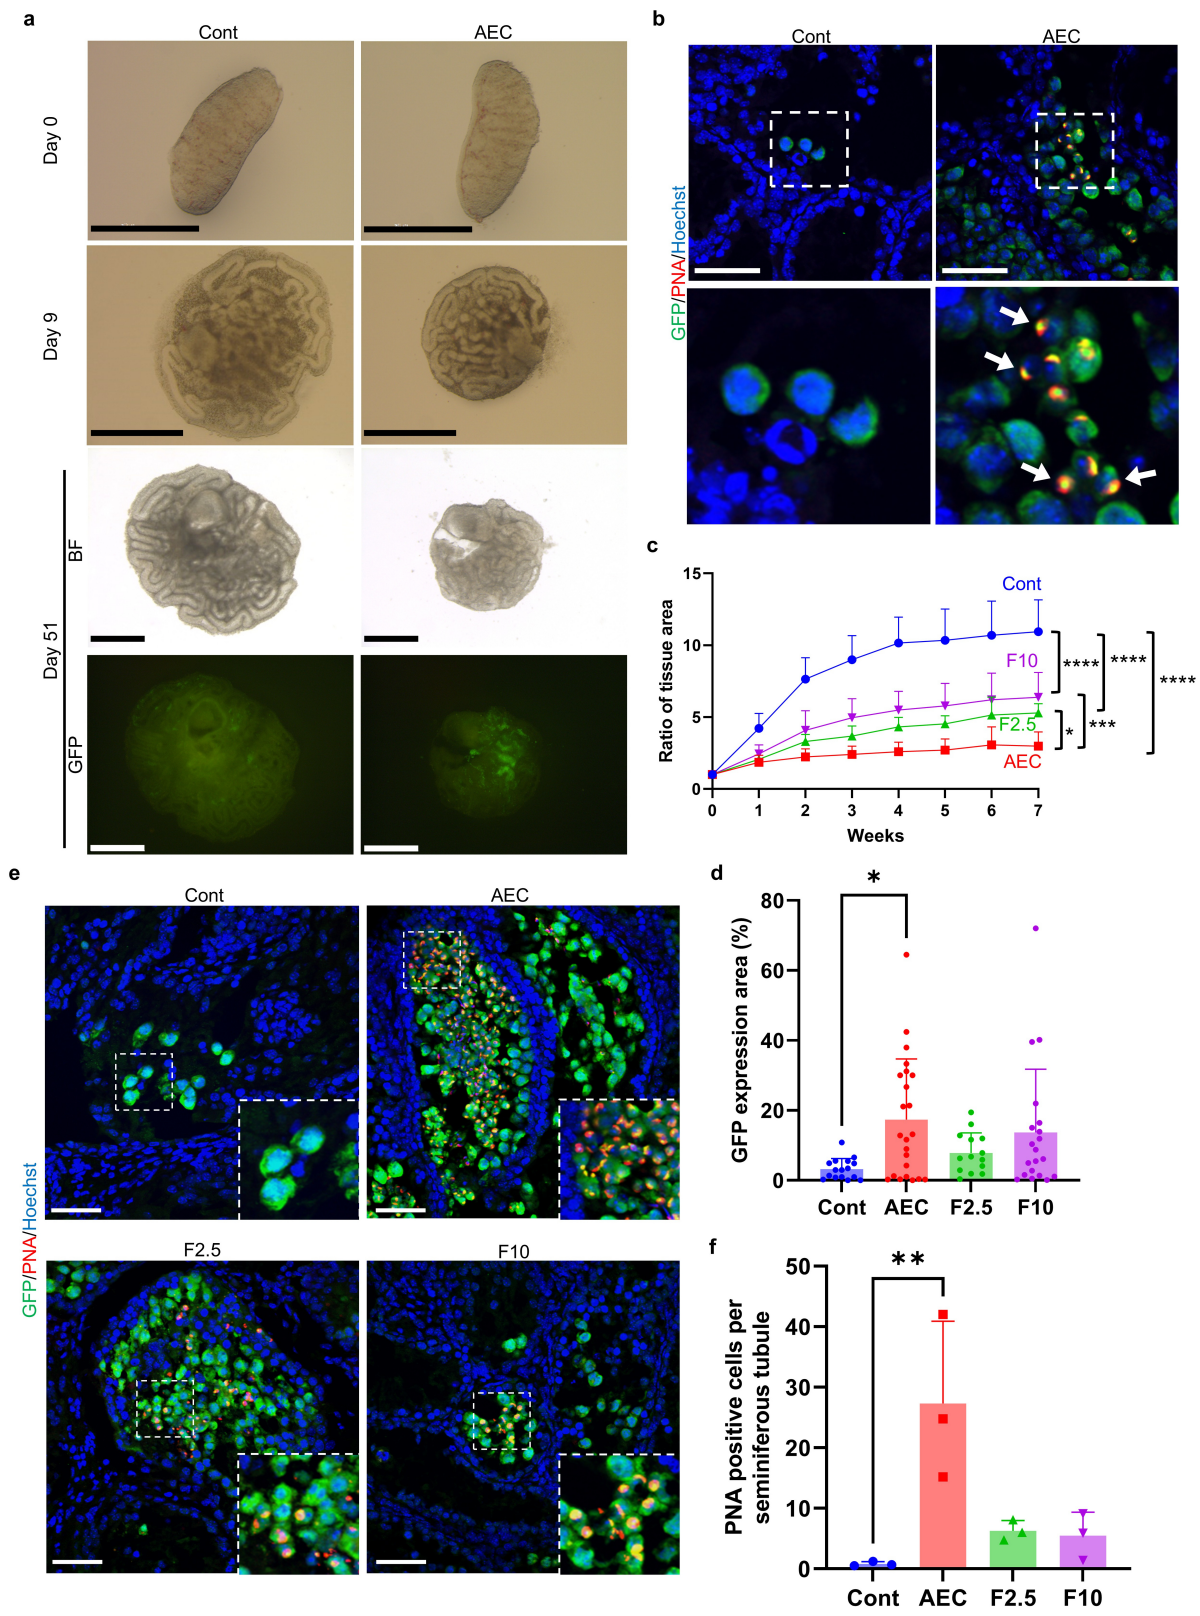 a
Cont
AEC
Day 0
Day 9
Day 51
BF
GFP
b
Cont
AEC
GFP/PNA/Hoechst
c
Ratio of tissue area
15
10
5
0
0 1 2 3 4 5 6 7
Weeks
Cont
F10
F2.5
AEC
****
****
****
***
*
d
*
GFP expression area (%)
80
60
40
20
0
Cont AEC F2.5 F10
e
Cont
AEC
F2.5
F10
GFP/PNA/Hoechst
f
**
PNA positive cells per
seminiferous tubule
50
40
30
20
10
0
Cont AEC F2.5 F10